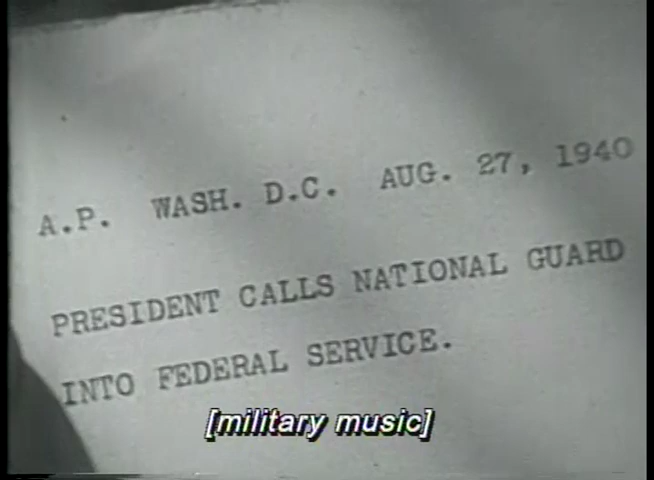 A.P. WASH. D.C. AUG. 27, 1940
PRESIDENT CALLS NATIONAL GUARD
INTO FEDERAL SERVICE.
[military music]